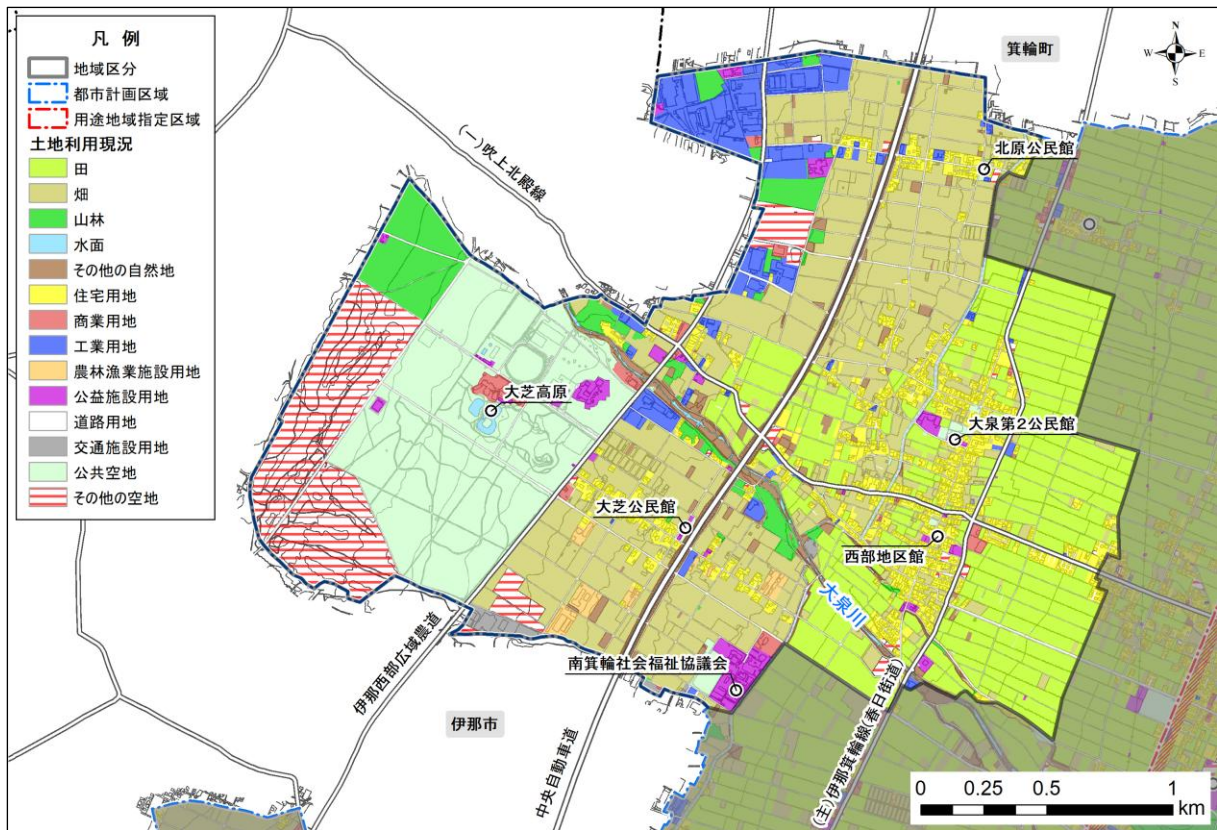 凡 例
地域区分
都市計画区域
用途地域指定区域
土地利用現況
田
畑
山林
水面
その他の自然地
住宅用地
商業用地
工業用地
農林漁業施設用地
公益施設用地
道路用地
交通施設用地
公共空地
その他の空地
箕輪町
N
W
E
S
(一)吹上北殿線
北原公民館
大芝高原
大泉第2公民館
大芝公民館
西部地区館
大泉川
南箕輪社会福祉協議会
伊那西部広域農道
伊那市
中央自動車道
(主)伊那箕輪線(春日街道)
0 0.25 0.5 1
km